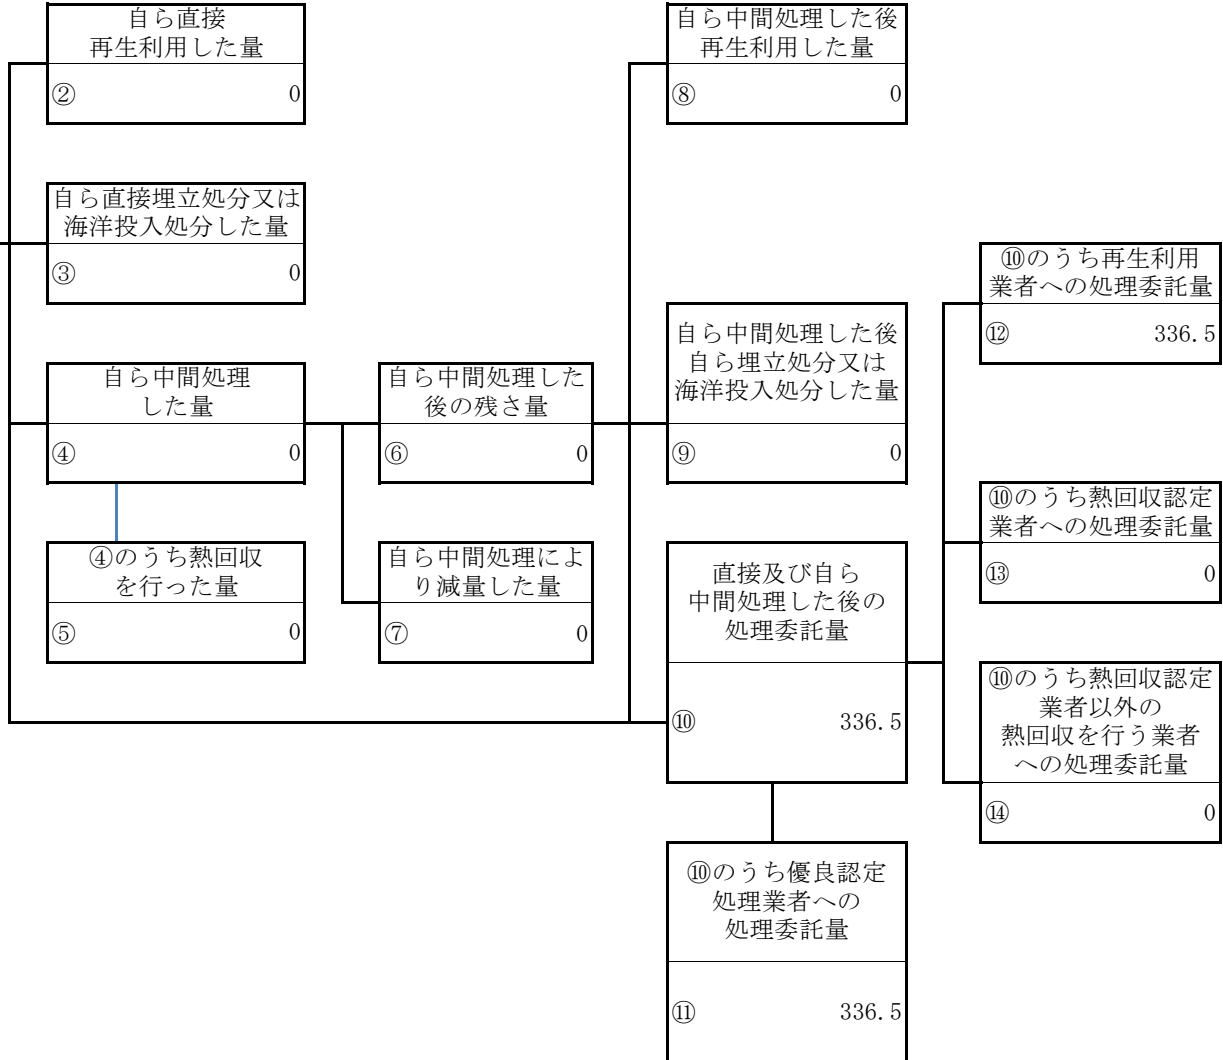 自ら直接
再生利用した量
② 0
自ら直接埋立処分又は
海洋投入処分した量
③ 0
自ら中間処理
した量
④ 0
④のうち熱回収
を行った量
⑤ 0
自ら中間処理した
後の残さ量
⑥ 0
自ら中間処理によ
り減量した量
⑦ 0
自ら中間処理した後
再生利用した量
⑧ 0
自ら中間処理した後
自ら埋立処分又は
海洋投入処分した量
⑨ 0
直接及び自ら
中間処理した後の
処理委託量
⑩ 336.5
⑩のうち優良認定
処理業者への
処理委託量
⑪ 336.5
⑩のうち再生利用
業者への処理委託量
⑫ 336.5
⑩のうち熱回収認定
業者への処理委託量
⑬ 0
⑩のうち熱回収認定
業者以外の
熱回収を行う業者
への処理委託量
⑭ 0